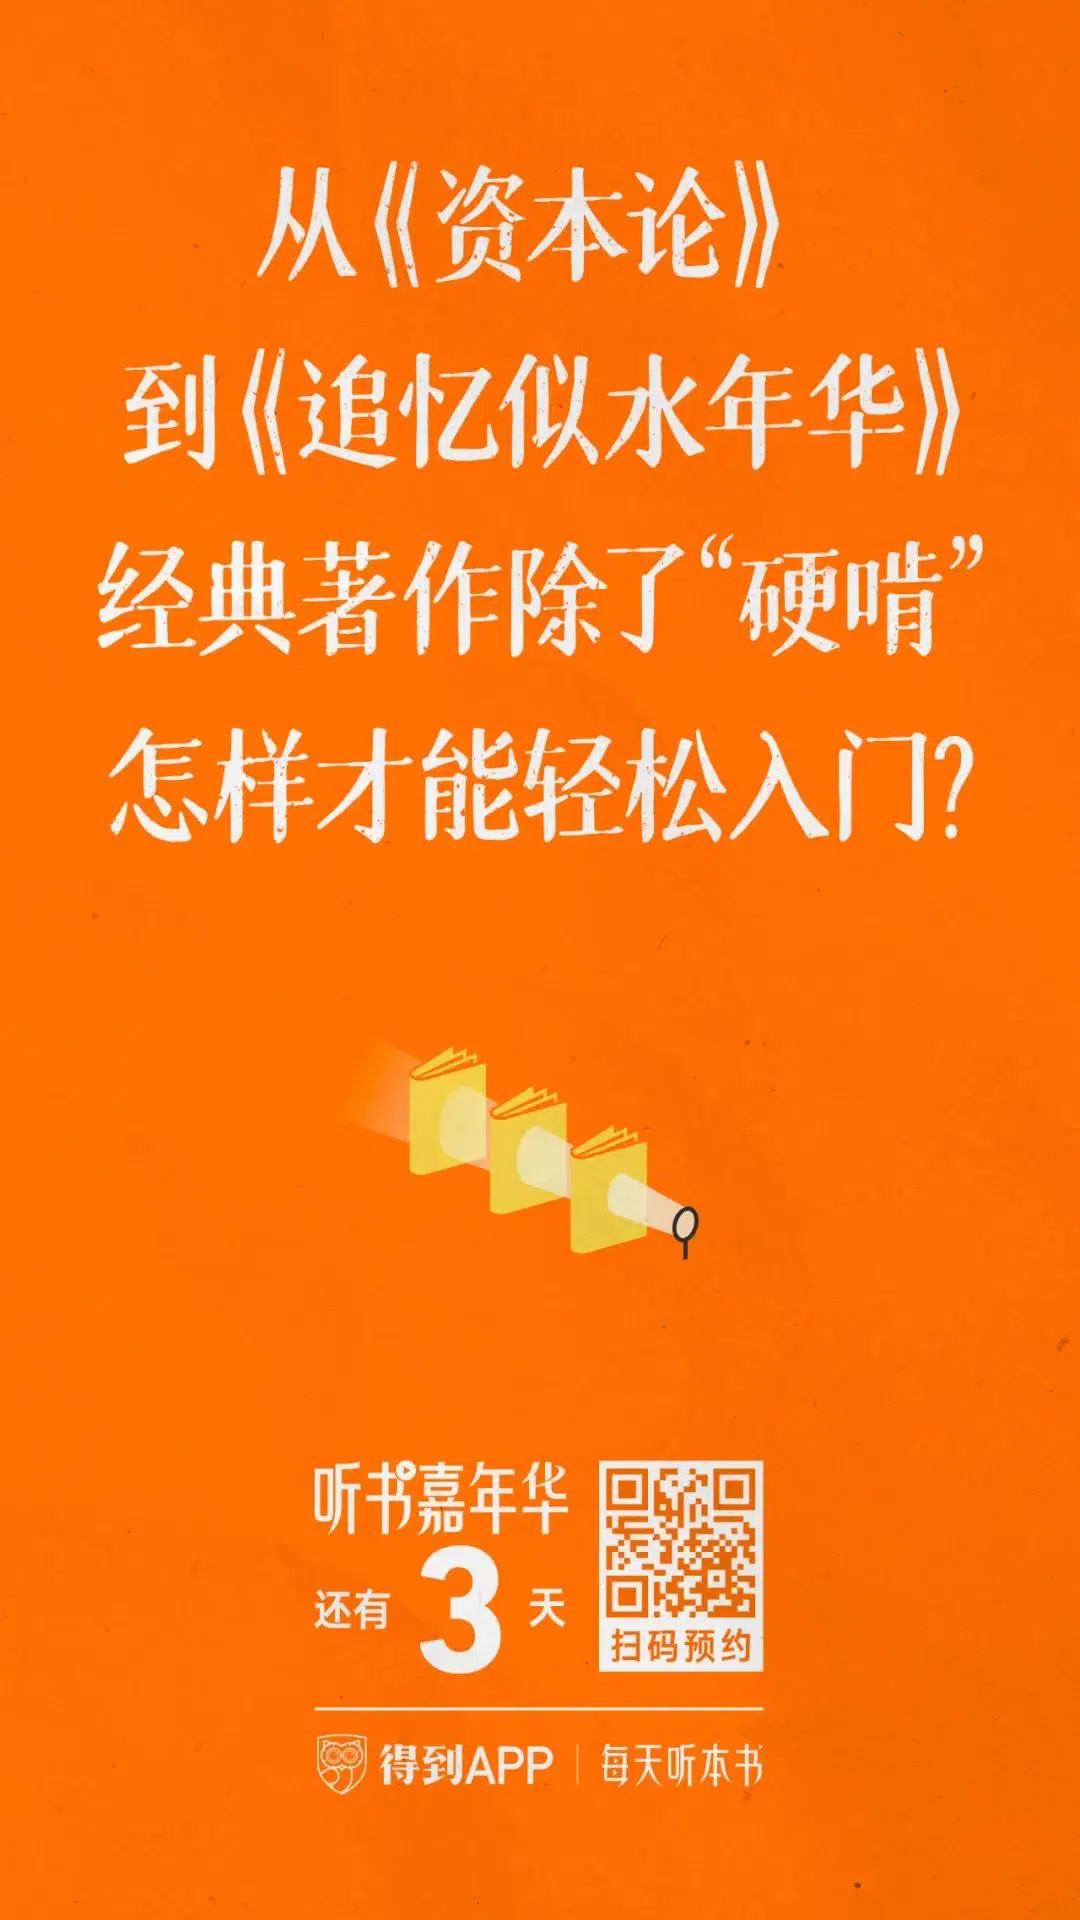 从《资本论》
到《追忆似水年华》
经典著作除了“硬啃”
怎样才能轻松入门?
听书嘉年华
还有3天
扫码预约
得到APP | 每天听本书